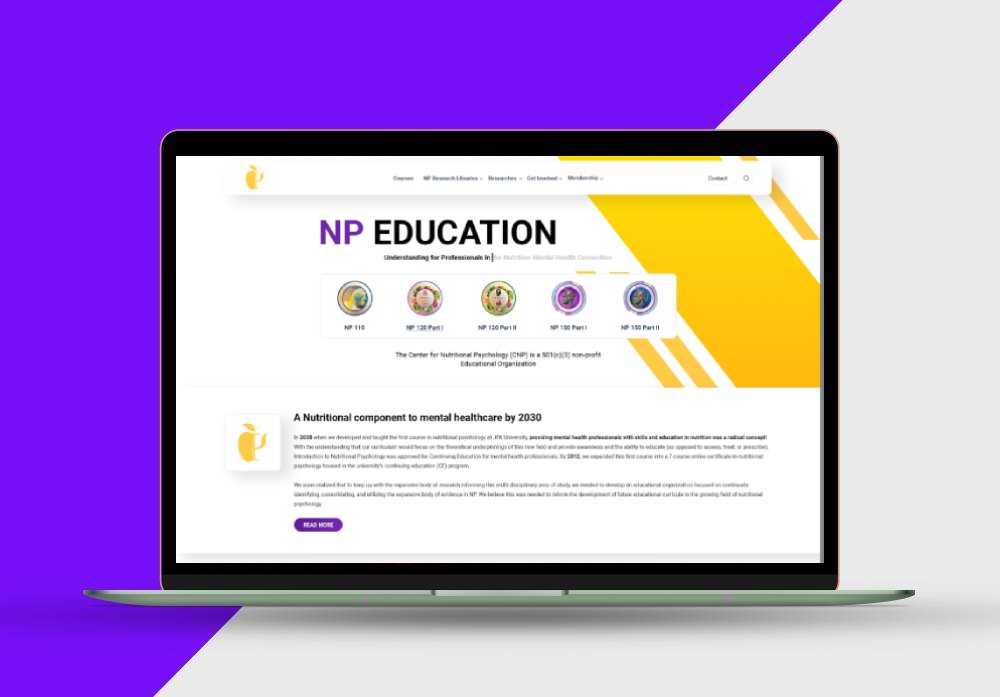 Courses NP Research Libraries Researches Get Involved Membership Contact
NP EDUCATION
Understanding for Professionals in the Nutrition-Mental Health Connection
NP 110 NP 120 Part I NP 120 Part II NP 150 Part I NP 150 Part II
The Center for Nutritional Psychology (CNP) is a 501(c)(3) non-profit
Educational Organization
A Nutritional component to mental healthcare by 2030
In 2008 when we developed and taught the first course in nutritional psychology at JFK University, providing mental health professionals with skills and education in nutrition was a radical concept!
With the understanding that our curriculum would focus on the theoretical underpinnings of this new field and provide awareness and the ability to educate (as opposed to assess, treat, or prescribe),
Introduction to Nutritional Psychology was approved for Continuing Education for mental health professionals. By 2012, we expanded this first course into a 7-course online certificate in nutritional
psychology housed in the university's continuing education (CE) program.
We soon realized that to keep up with the expansive body of research informing this multi-disciplinary area of study, we needed to develop an educational organization focused on continually
identifying, consolidating, and utilizing the expansive body of evidence in NP. We believe this was needed to inform the development of future educational curricula in the growing field of nutritional
psychology.
READ MORE